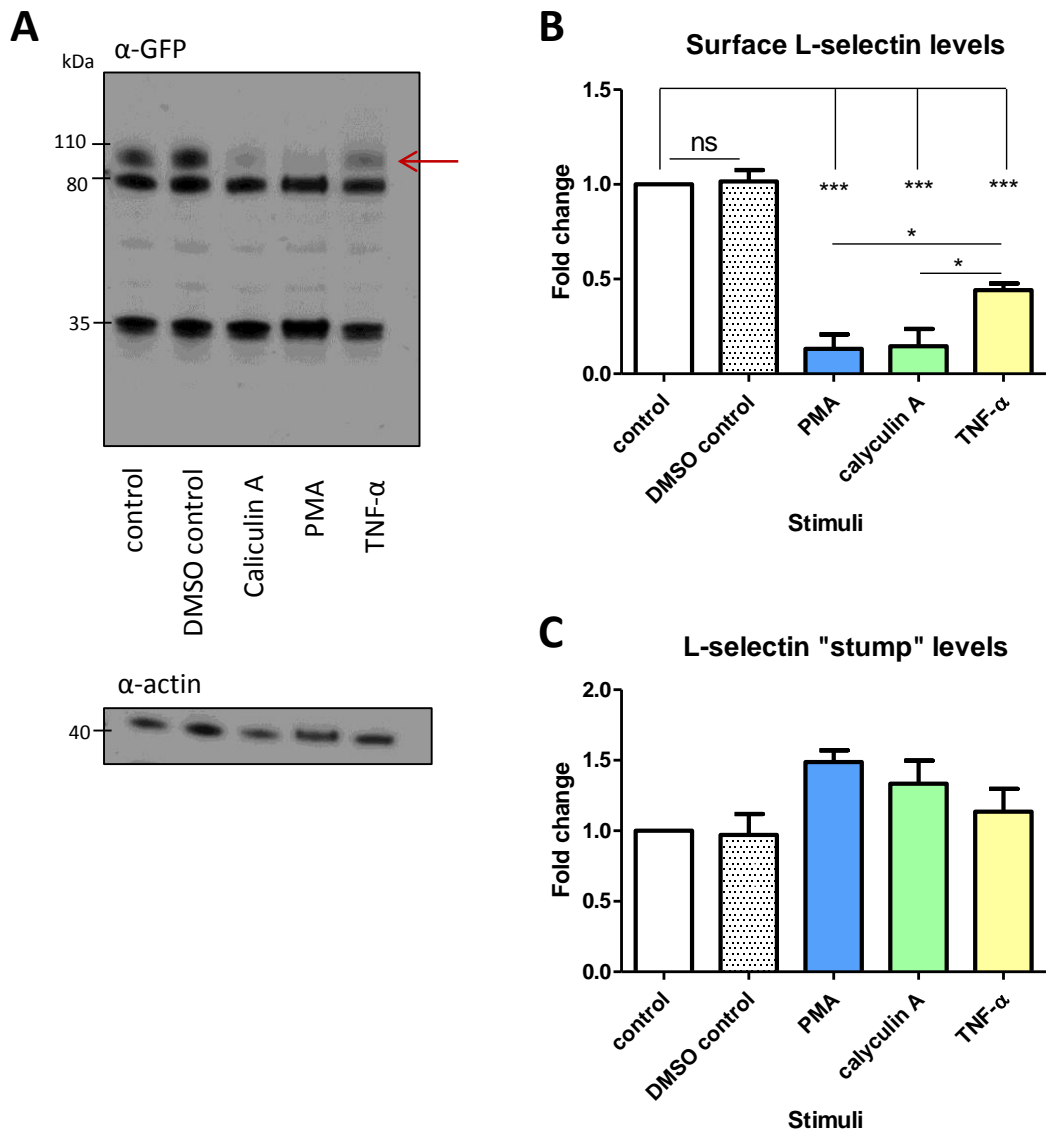 A
α-GFP
kDa
110
80
35
control
DMSO control
Caliculin A
PMA
TNF-α
α-actin
40
B
Surface L-selectin levels
Fold change
1.5
1.0
0.5
0.0
ns
***
***
***
*
*
control
DMSO control
PMA
calyculin A
TNF-α
Stimuli
C
L-selectin "stump" levels
Fold change
2.0
1.5
1.0
0.5
0.0
control
DMSO control
PMA
calyculin A
TNF-α
Stimuli